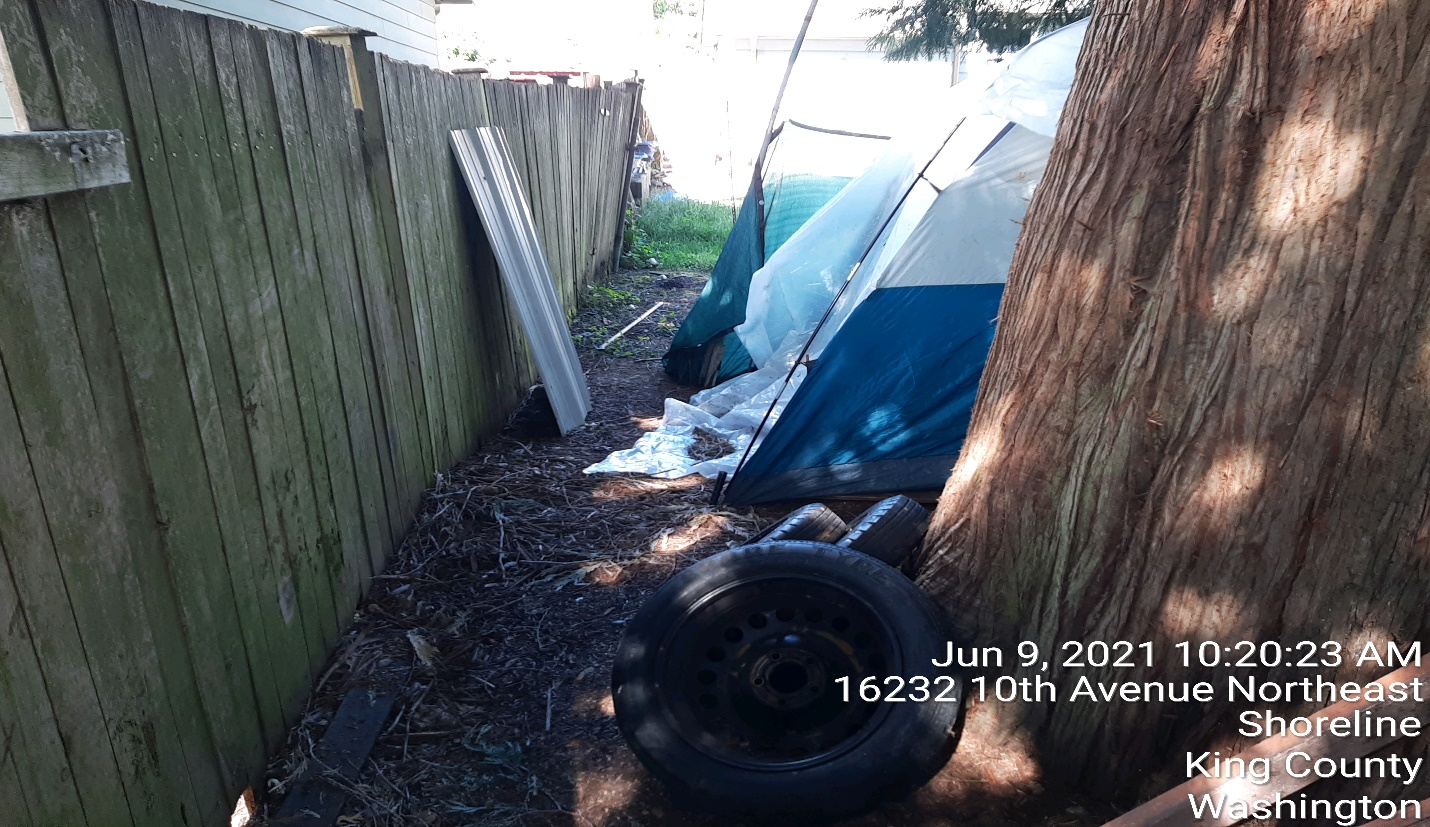 Jun 9, 2021 10:20:23 AM
16232 10th Avenue Northeast
Shoreline
King County
Washington